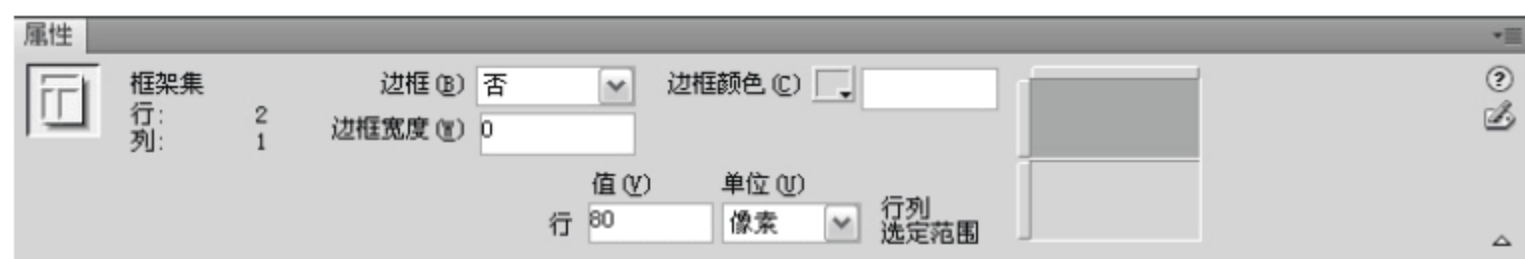 属性
框架集 边框(B) 否 边框颜色(C)
行: 2
列: 1
边框宽度(W) 0
值(V) 单位(U)
行 80 像素 行列
选定范围